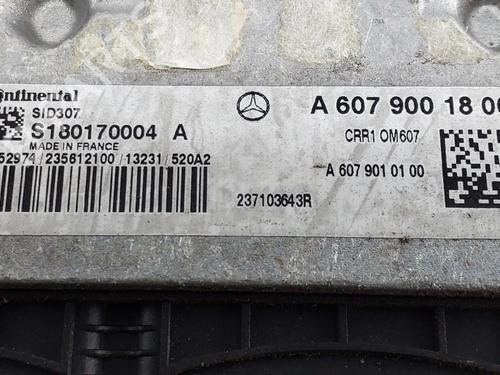 Continental
SID307
S180170004 A
MADE IN FRANCE
52974 / 235612100 / 13231 / 520A2
A 607 900 18 00
CRR1 OM607
A 607 901 01 00
237103643R